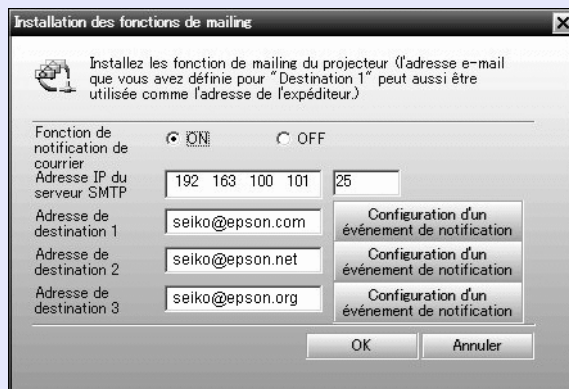 Installation des fonctions de mailing
Installez les fonction de mailing du projecteur (l'adresse e-mail
que vous avez définie pour "Destination 1" peut aussi être
utilisée comme l'adresse de l'expéditeur.)
Fonction de
notification de
courrier
ON
OFF
Adresse IP du
serveur SMTP
192 163 100 101
25
Adresse de
destination 1
seiko@epson.com
Configuration d'un
événement de notification
Adresse de
destination 2
seiko@epson.net
Configuration d'un
événement de notification
Adresse de
destination 3
seiko@epson.org
Configuration d'un
événement de notification
OK
Annuler